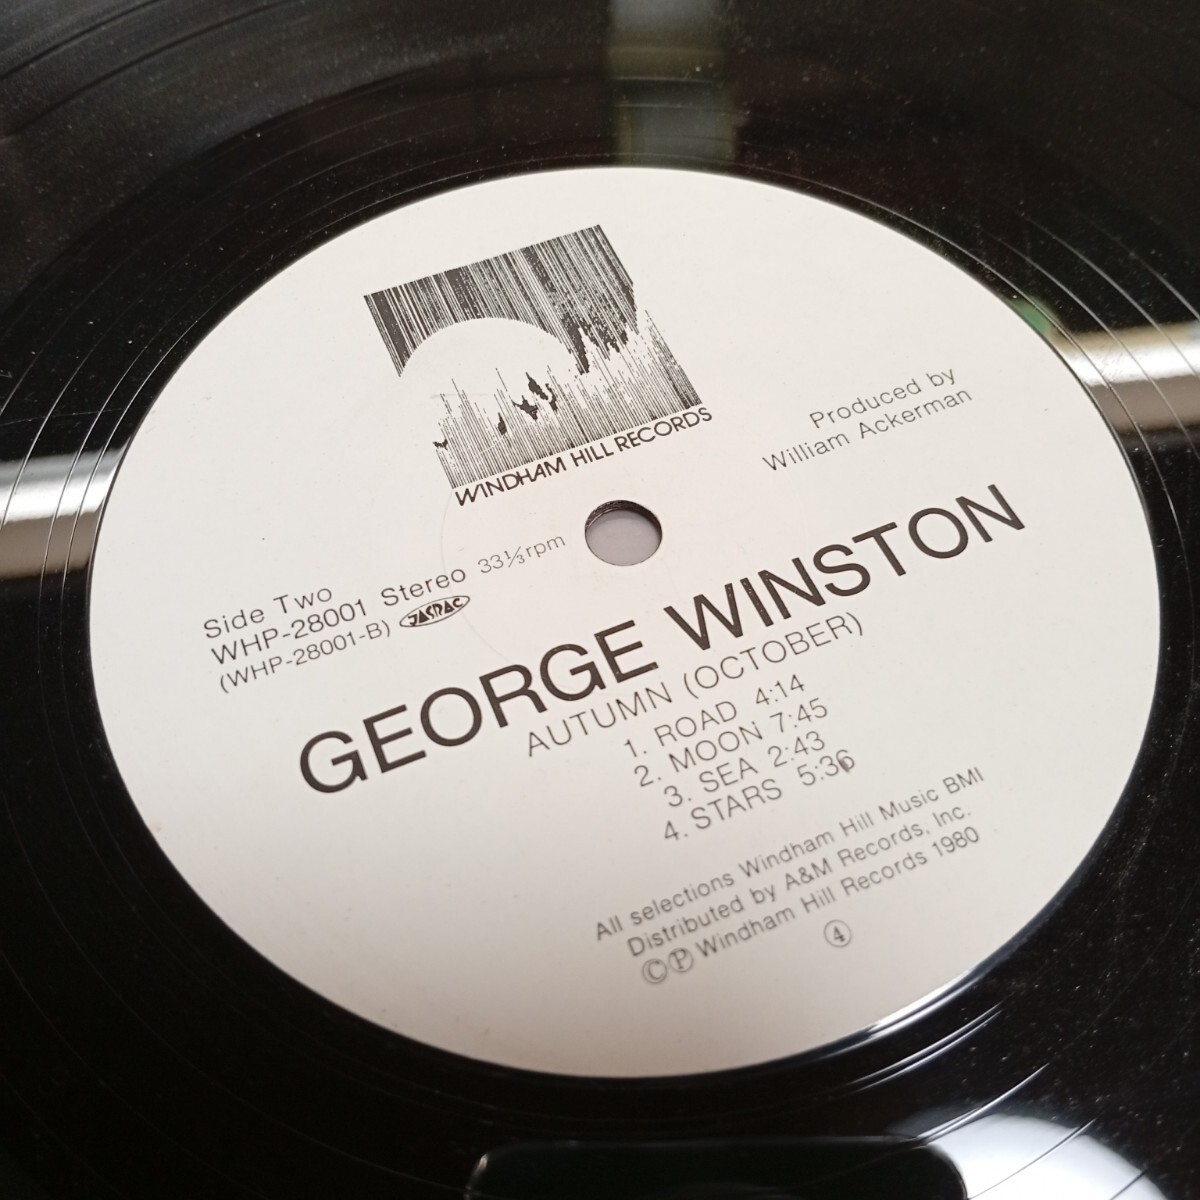 WINDHAM HILL RECORDS
Produced by
William Ackerman
Side Two
WHP-28001 Stereo 33⅓rpm
(WHP-28001-B) JASRAC
GEORGE WINSTON
AUTUMN (OCTOBER)
1. ROAD 4:14
2. MOON 7:45
3. SEA 2:43
4. STARS 5:36
All selections Windham Hill Music BMI
Distributed by A&M Records, Inc.
©℗Windham Hill Records 1980
④